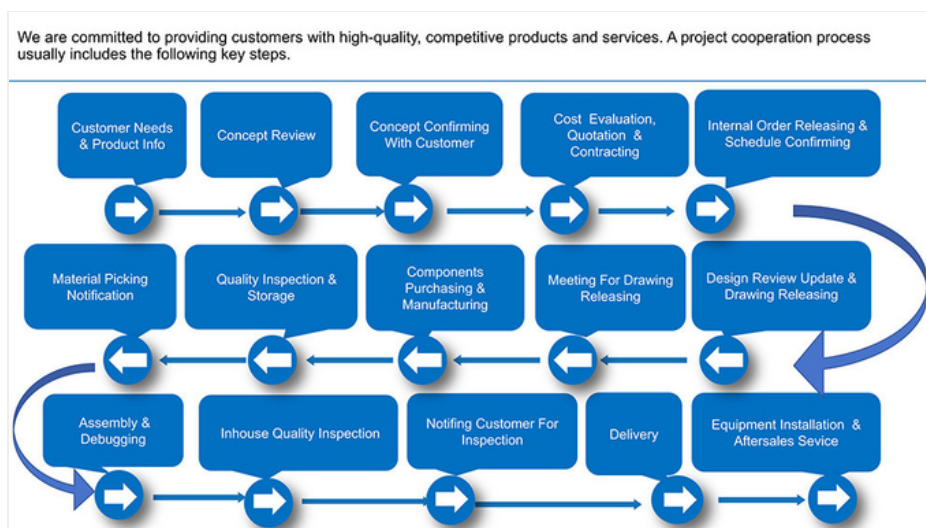 We are committed to providing customers with high-quality, competitive products and services. A project cooperation process
usually includes the following key steps.
Customer Needs
& Product Info
Concept Review
Concept Confirming
With Customer
Cost Evaluation,
Quotation &
Contracting
Internal Order Releasing &
Schedule Confirming
Design Review Update &
Drawing Releasing
Meeting For Drawing
Releasing
Components
Purchasing &
Manufacturing
Quality Inspection &
Storage
Material Picking
Notification
Assembly &
Debugging
Inhouse Quality Inspection
Notifing Customer For
Inspection
Delivery
Equipment Installation &
Aftersales Sevice